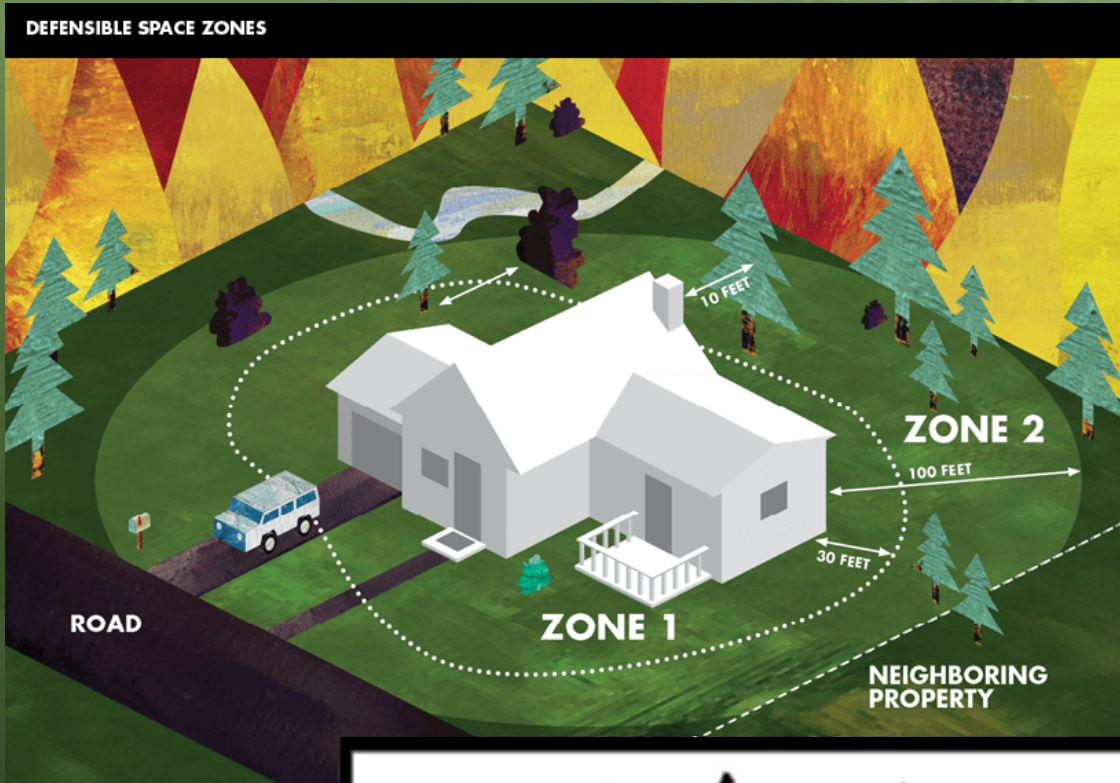 DEFENSIBLE SPACE ZONES
10 FEET
ZONE 2
100 FEET
30 FEET
ROAD
ZONE 1
NEIGHBORING
PROPERTY